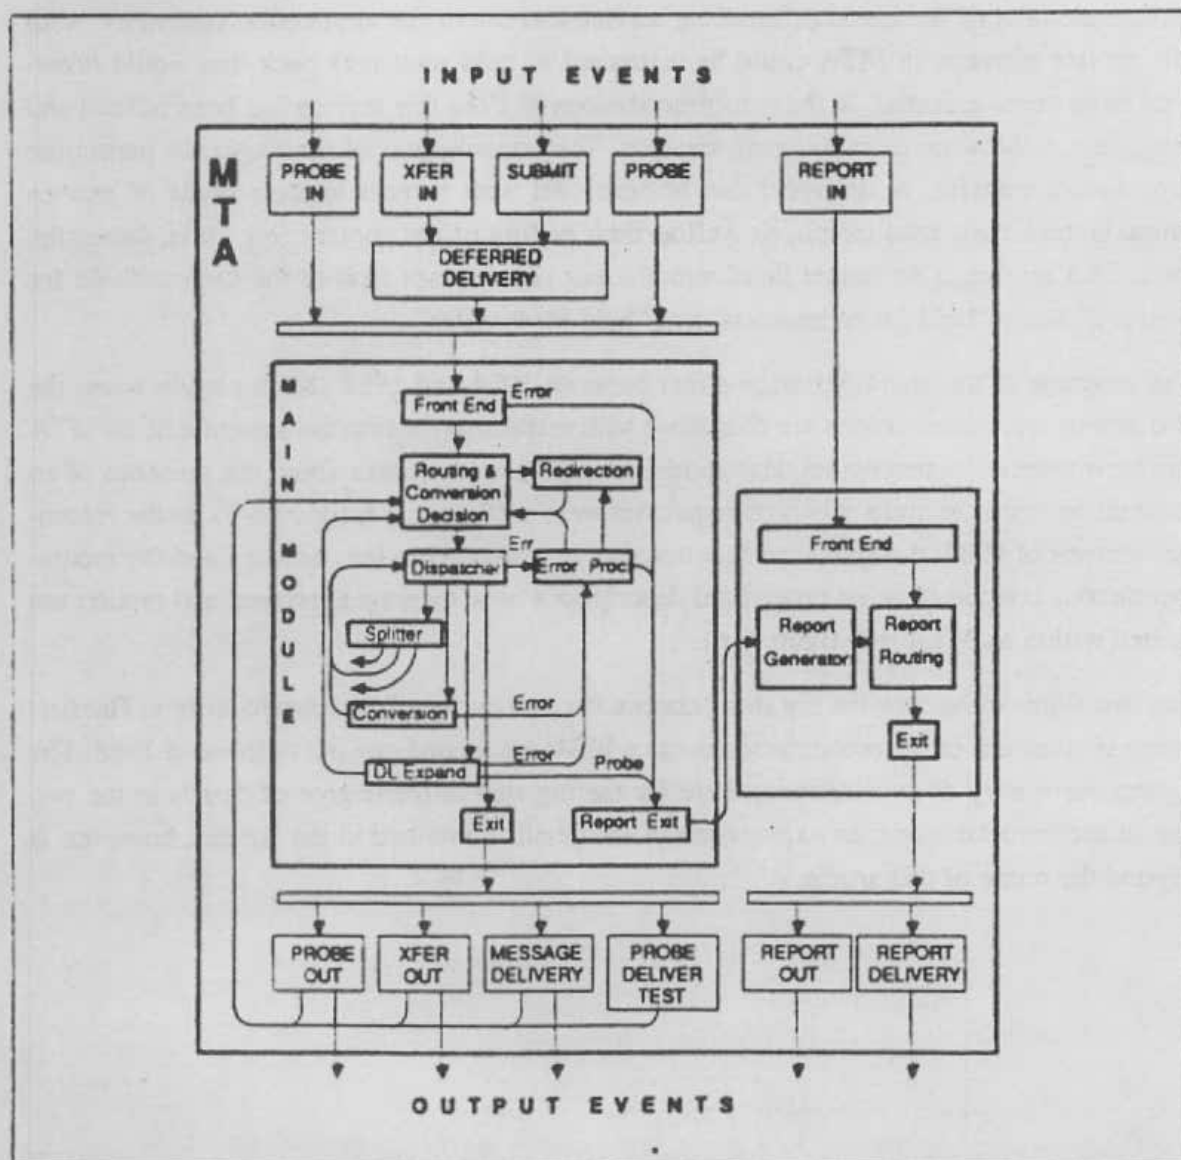 INPUT EVENTS
MTA
PROBE IN
XFER IN
SUBMIT
PROBE
REPORT IN
DEFERRED DELIVERY
MAIN MODULE
Front End
Error
Routing & Conversion Decision
Redirection
Err
Dispatcher
Error Proc
Splitter
Conversion
Error
DL Expand
Error
Probe
Exit
Report Exit
Front End
Report Generator
Report Routing
Exit
PROBE OUT
XFER OUT
MESSAGE DELIVERY
PROBE DELIVER TEST
REPORT OUT
REPORT DELIVERY
OUTPUT EVENTS